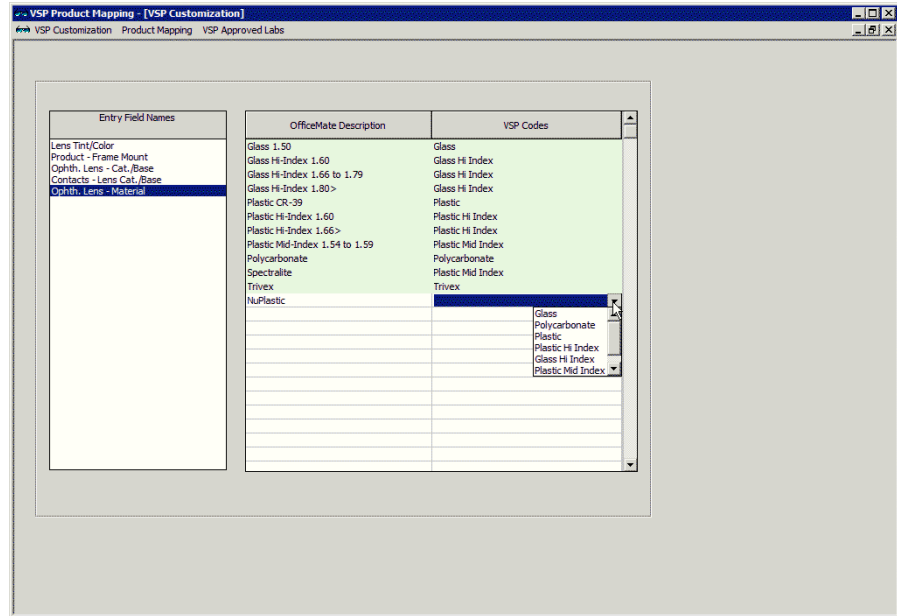 VSP Product Mapping - [VSP Customization]
VSP Customization Product Mapping VSP Approved Labs
Entry Field Names
Lens Tint/Color
Product - Frame Mount
Ophth. Lens - Cat./Base
Contacts - Lens Cat./Base
Ophth. Lens - Material
OfficeMate Description VSP Codes
Glass 1.50 Glass
Glass Hi-Index 1.60 Glass Hi Index
Glass Hi-Index 1.66 to 1.79 Glass Hi Index
Glass Hi-Index 1.80> Glass Hi Index
Plastic CR-39 Plastic
Plastic Hi-Index 1.60 Plastic Hi Index
Plastic Hi-Index 1.66> Plastic Hi Index
Plastic Mid-Index 1.54 to 1.59 Plastic Mid Index
Polycarbonate Polycarbonate
Spectralite Plastic Mid Index
Trivex Trivex
NuPlastic
Glass
Polycarbonate
Plastic
Plastic Hi Index
Glass Hi Index
Plastic Mid Index